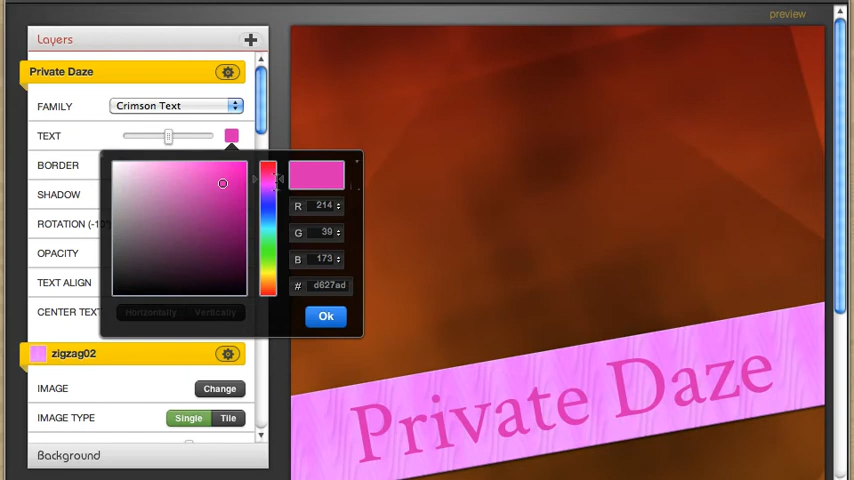 preview
Layers
Private Daze
FAMILY Crimson Text
TEXT
BORDER
SHADOW
ROTATION (-10
OPACITY
TEXT ALIGN
CENTER TEXT
R 214
G 39
B 173
# d627ad
Horizontally Vertically
Ok
zigzag02
IMAGE Change
IMAGE TYPE Single Tile
Background
Private Daze